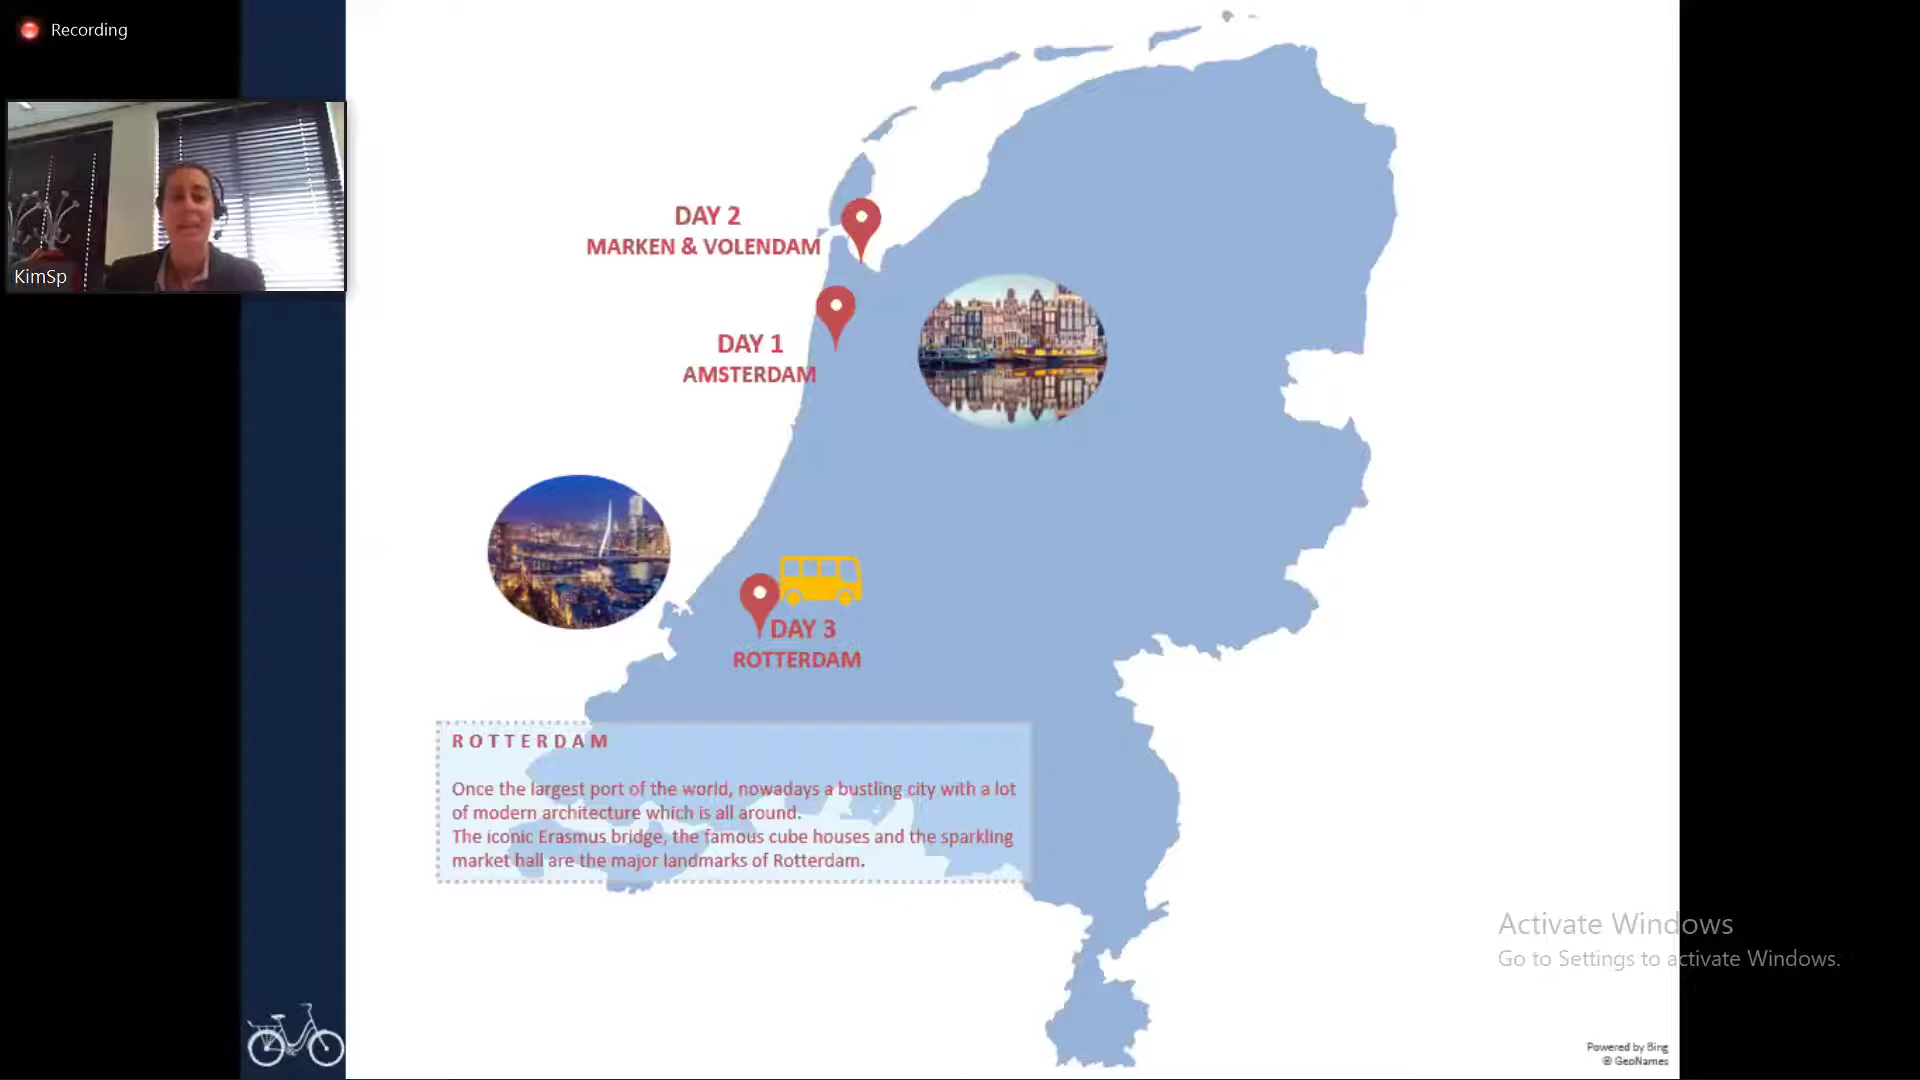 Recording
KimSp
DAY 2
MARKEN & VOLENDAM
DAY 1
AMSTERDAM
DAY 3
ROTTERDAM
ROTTERDAM
Once the largest port of the world, nowadays a bustling city with a lot
of modern architecture which is all around.
The iconic Erasmus bridge, the famous cube houses and the sparkling
market hall are the major landmarks of Rotterdam.
Activate Windows
Go to Settings to activate Windows.
Powered by Bing
© GeoNames